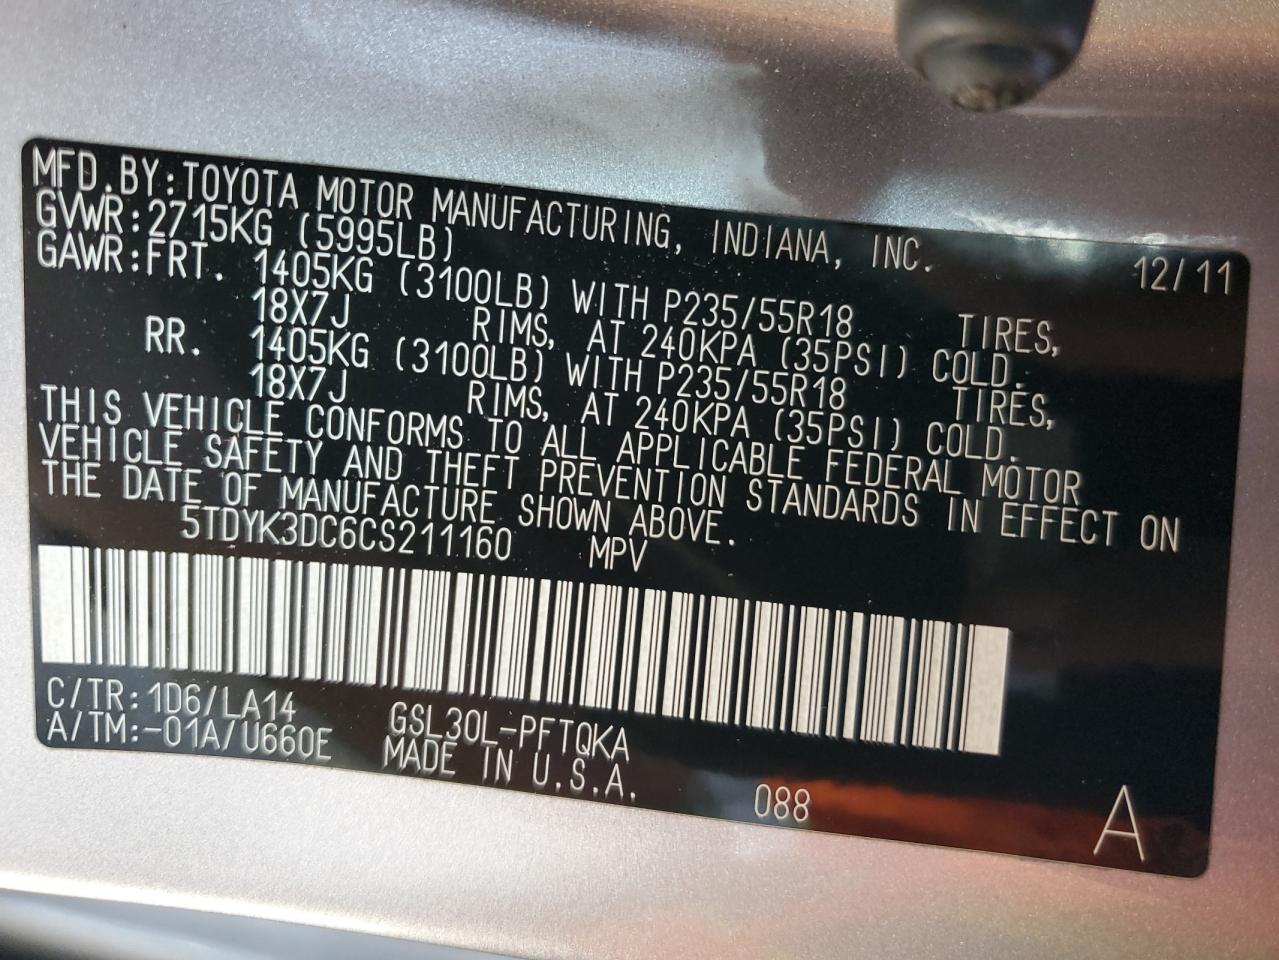 MFD.BY:TOYOTA MOTOR MANUFACTURING, INDIANA, INC. 12/11
GVWR:2715KG (5995LB)
GAWR:FRT. 1405KG (3100LB) WITH P235/55R18 TIRES,
18X7J RIMS, AT 240KPA (35PSI) COLD.
RR. 1405KG (3100LB) WITH P235/55R18 TIRES,
18X7J RIMS, AT 240KPA (35PSI) COLD.
THIS VEHICLE CONFORMS TO ALL APPLICABLE FEDERAL MOTOR
VEHICLE SAFETY AND THEFT PREVENTION STANDARDS IN EFFECT ON
THE DATE OF MANUFACTURE SHOWN ABOVE.
5TDYK3DC6CS211160 MPV
C/TR:1D6/LA14 GSL30L-PFTQKA
A/TM:-01A/U660E MADE IN U.S.A.
088 A